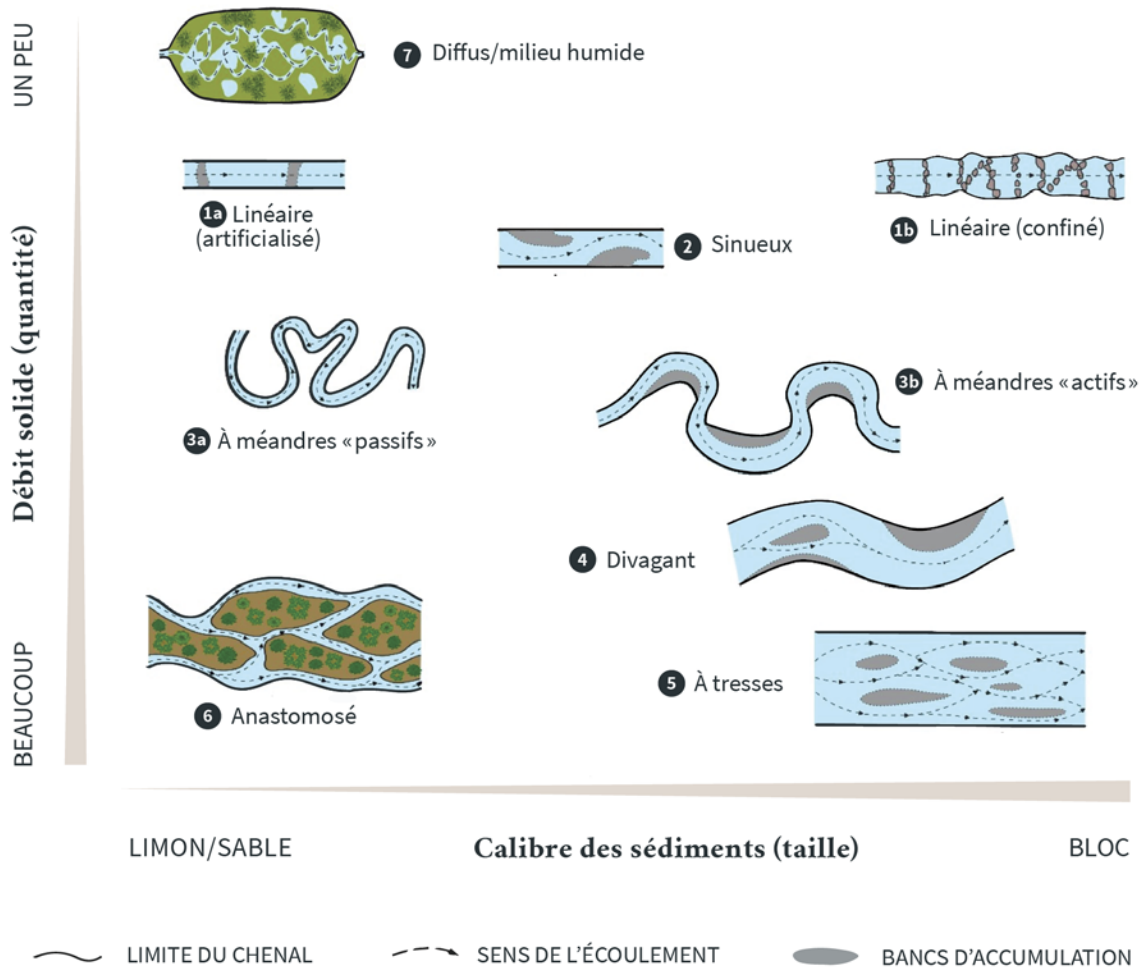 UN PEU
7 Diffus/milieu humide
1a Linéaire
(artificialisé)
1b Linéaire (confiné)
2 Sinueux
Débit solide (quantité)
3a À méandres « passifs »
3b À méandres « actifs »
4 Divagant
5 À tresses
6 Anastomosé
BEAUCOUP
LIMON/SABLE
Calibre des sédiments (taille)
BLOC
LIMITE DU CHENAL
SENS DE L'ÉCOULEMENT
BANCS D'ACCUMULATION